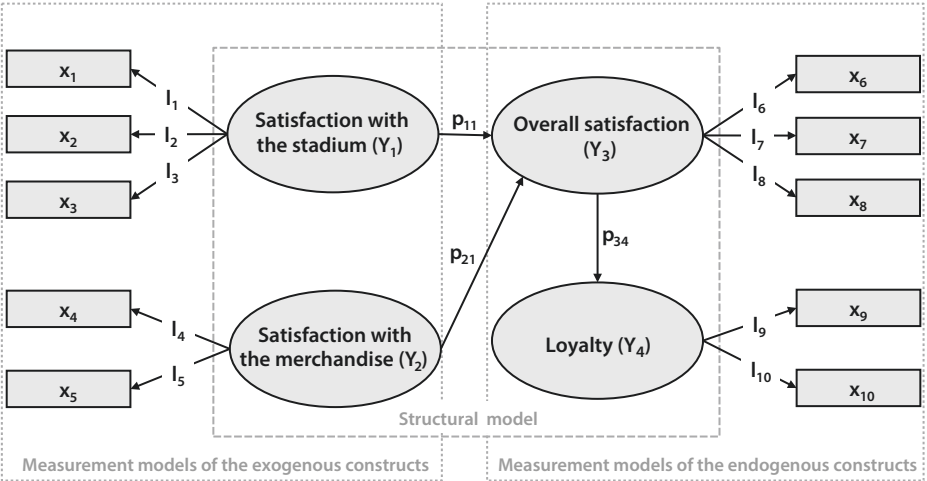 x₁
l₁
x₂
l₂
x₃
l₃
Satisfaction with
the stadium (Y₁)
p₁₁
Overall satisfaction
(Y₃)
l₆
x₆
l₇
x₇
l₈
x₈
p₂₁
p₃₄
x₄
l₄
x₅
l₅
Satisfaction with
the merchandise (Y₂)
Loyalty (Y₄)
l₉
x₉
l₁₀
x₁₀
Structural model
Measurement models of the exogenous constructs
Measurement models of the endogenous constructs